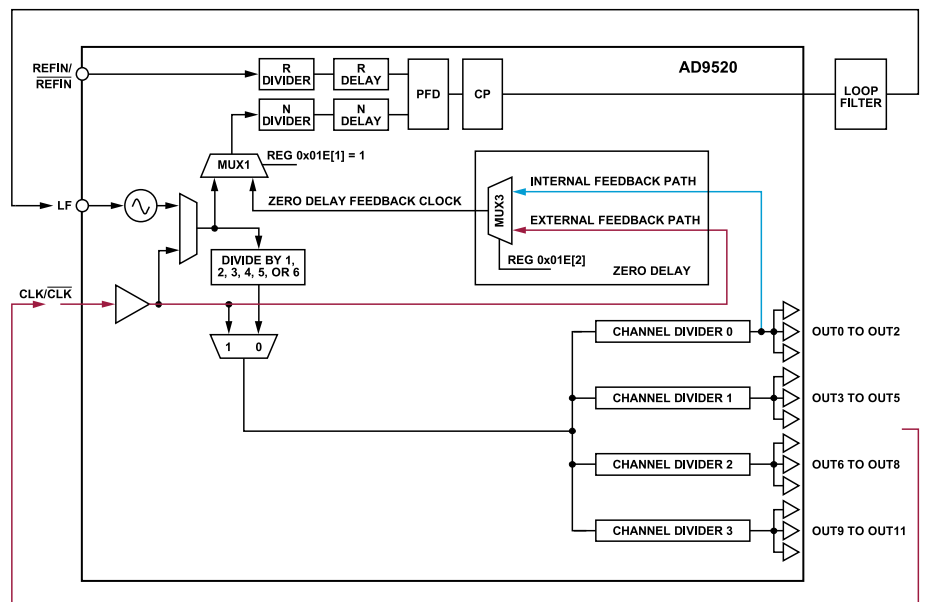 REFIN/
REFIN
R
DIVIDER
R
DELAY
PFD
CP
AD9520
LOOP
FILTER
N
DIVIDER
N
DELAY
MUX1
REG 0x01E[1] = 1
LF
ZERO DELAY FEEDBACK CLOCK
MUX3
INTERNAL FEEDBACK PATH
EXTERNAL FEEDBACK PATH
REG 0x01E[2]
ZERO DELAY
DIVIDE BY 1,
2, 3, 4, 5, OR 6
CLK/CLK
1 0
CHANNEL DIVIDER 0
OUT0 TO OUT2
CHANNEL DIVIDER 1
OUT3 TO OUT5
CHANNEL DIVIDER 2
OUT6 TO OUT8
CHANNEL DIVIDER 3
OUT9 TO OUT11